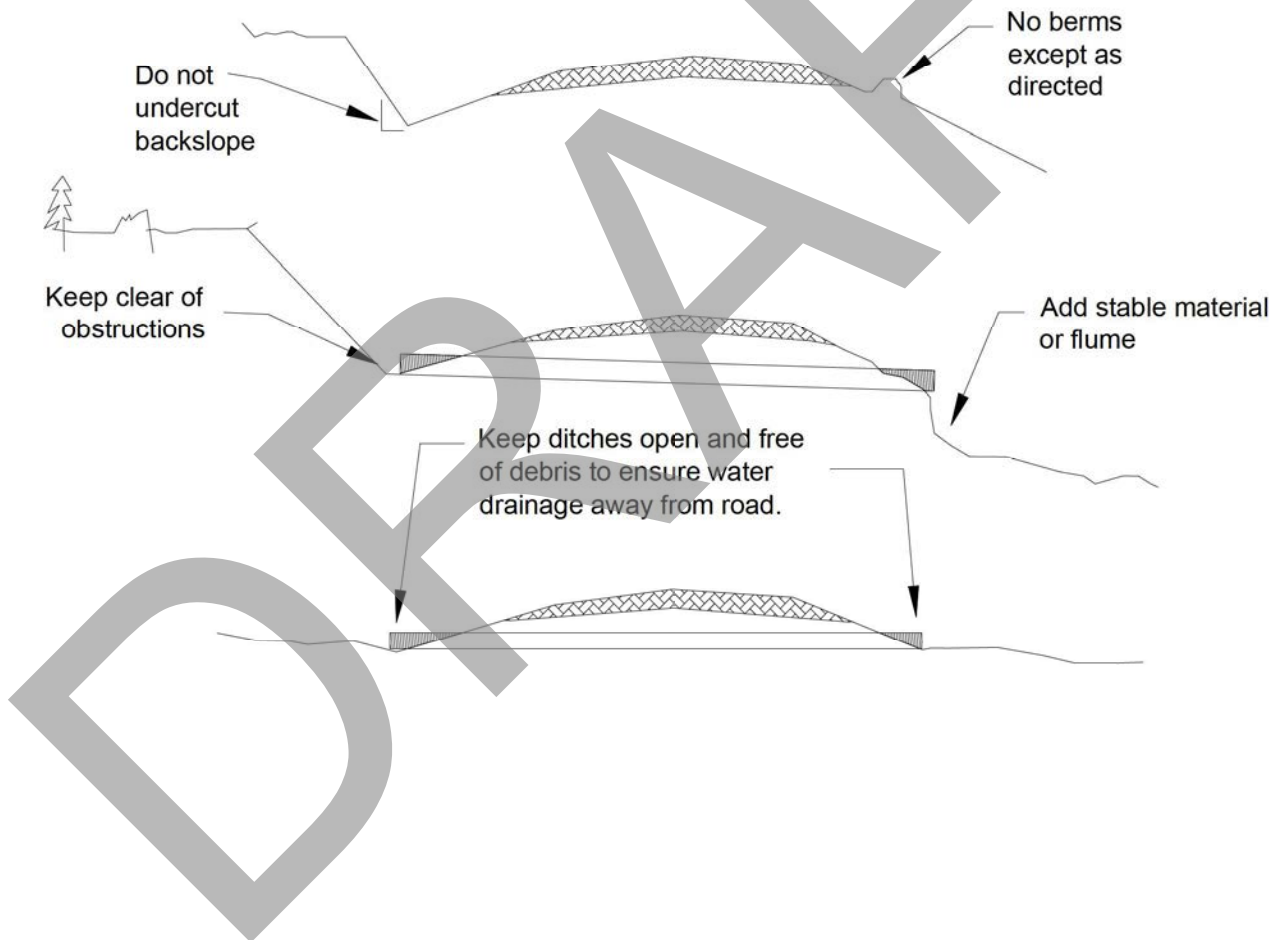 Do not
undercut
backslope
No berms
except as
directed
Keep clear of
obstructions
Add stable material
or flume
Keep ditches open and free
of debris to ensure water
drainage away from road.
DRAF